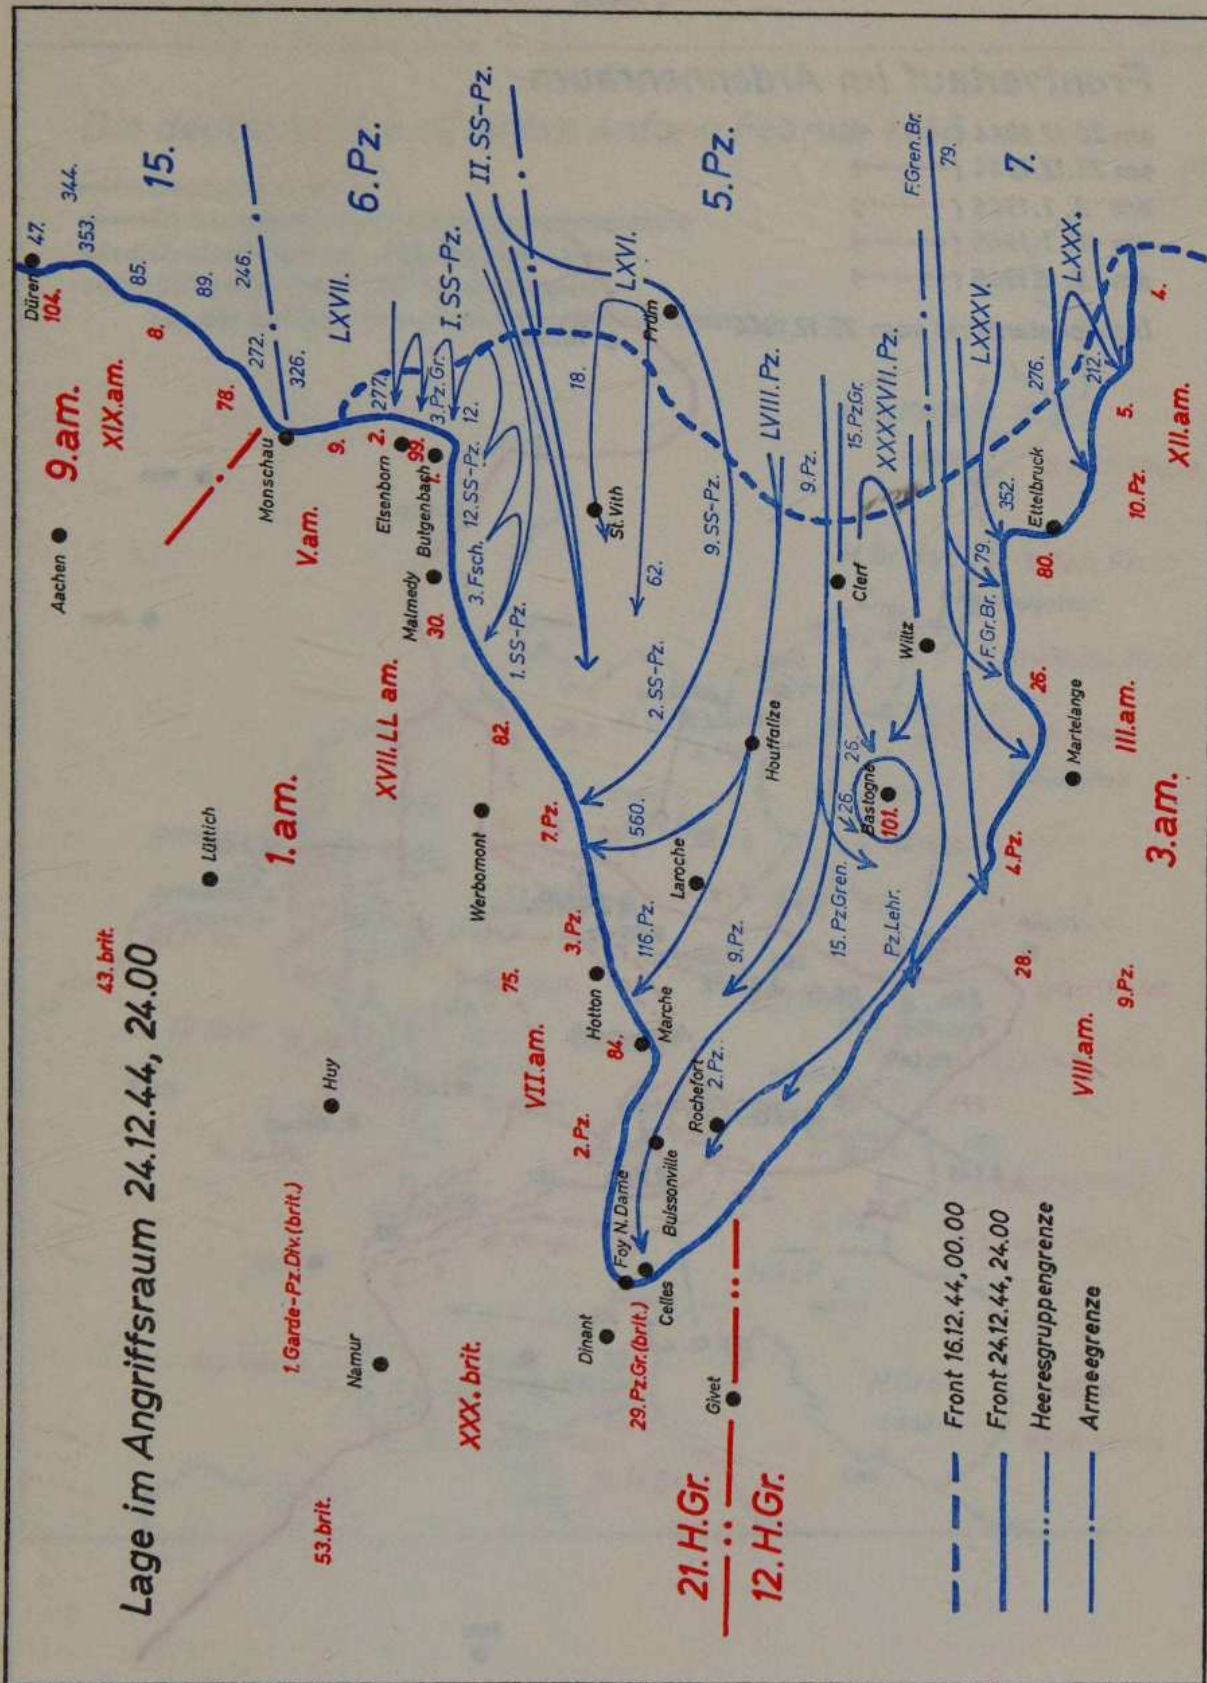 Lage im Angriffsraum 24.12.44, 24.00
43.brit.
Aachen
9.am.
XIX.am.
Düren
104.
47.
344.
353.
15.
85.
8.
89.
246.
78.
272.
326.
Monschau
Lüttich
1.am.
Huy
1.Garde-Pz.Div.(brit.)
Namur
53.brit.
XXX.brit.
V.am.
9.
LXVII.
6.Pz.
277.
2.
Elsenborn
99.
1.
Bütgenbach
3.Pz.Gr.
I.SS-Pz.
II.SS-Pz.
12.
12.SS-Pz.
3.Fsch.
1.SS-Pz.
Malmedy
30.
XVII.LL am.
82.
Werbomont
7.Pz.
3.Pz.
75.
VII.am.
2.Pz.
Hotton
84.
Marche
116.Pz.
560.
Laroche
18.
LXVI.
Prüm
St.Vith
62.
9.SS-Pz.
2.SS-Pz.
5.Pz.
LVIII.Pz.
Houffalize
Dinant
Foy N.Dame
Celles
Buissonville
29.Pz.Gr.(brit.)
Rochefort
2.Pz.
9.Pz.
Givet
21.H.Gr.
12.H.Gr.
9.Pz.
15.PzGr.
XXXXVII.Pz.
Clerf
Wiltz
26.
26.
Bastogne
101.
15.PzGren.
Pz.Lehr.
F.Gren.Br.
79.
7.
LXXXV.
LXXX.
276.
212.
4.
5.
352.
Ettelbruck
79.
80.
10.Pz.
XII.am.
F.Gr.Br.
26.
Martelange
III.am.
3.am.
4.Pz.
28.
9.Pz.
VIII.am.
Front 16.12.44, 00.00
Front 24.12.44, 24.00
Heeresgruppengrenze
Armeegrenze